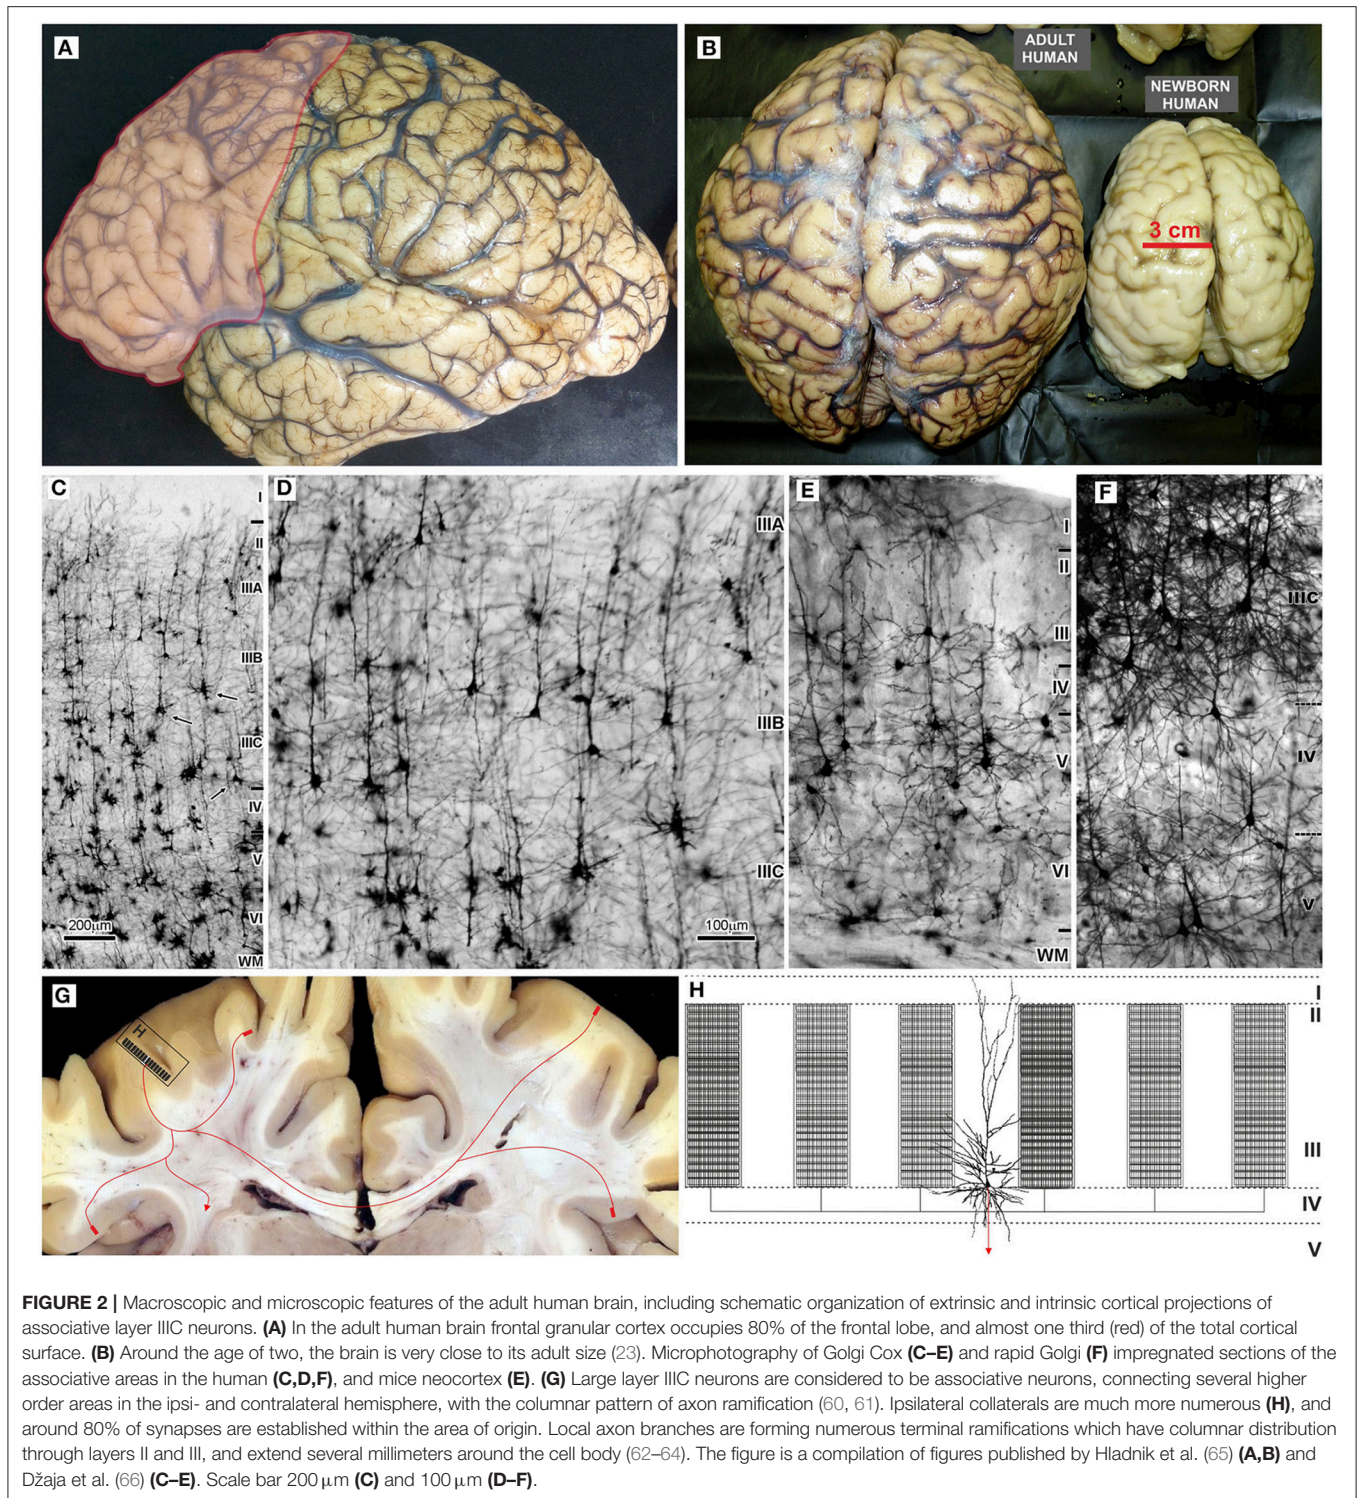 A
B
ADULT
HUMAN
NEWBORN
HUMAN
3 cm
C
I
II
IIIA
IIIB
IIIC
IV
V
VI
WM
200µm
D
IIIA
IIIB
IIIC
100µm
E
I
II
III
IV
V
VI
WM
F
IIIC
IV
V
G
H
H
I
II
III
IV
V
FIGURE 2 | Macroscopic and microscopic features of the adult human brain, including schematic organization of extrinsic and intrinsic cortical projections of
associative layer IIIC neurons. (A) In the adult human brain frontal granular cortex occupies 80% of the frontal lobe, and almost one third (red) of the total cortical
surface. (B) Around the age of two, the brain is very close to its adult size (23). Microphotography of Golgi Cox (C–E) and rapid Golgi (F) impregnated sections of the
associative areas in the human (C,D,F), and mice neocortex (E). (G) Large layer IIIC neurons are considered to be associative neurons, connecting several higher
order areas in the ipsi- and contralateral hemisphere, with the columnar pattern of axon ramification (60, 61). Ipsilateral collaterals are much more numerous (H), and
around 80% of synapses are established within the area of origin. Local axon branches are forming numerous terminal ramifications which have columnar distribution
through layers II and III, and extend several millimeters around the cell body (62–64). The figure is a compilation of figures published by Hladnik et al. (65) (A,B) and
Džaja et al. (66) (C–E). Scale bar 200 µm (C) and 100 µm (D–F).